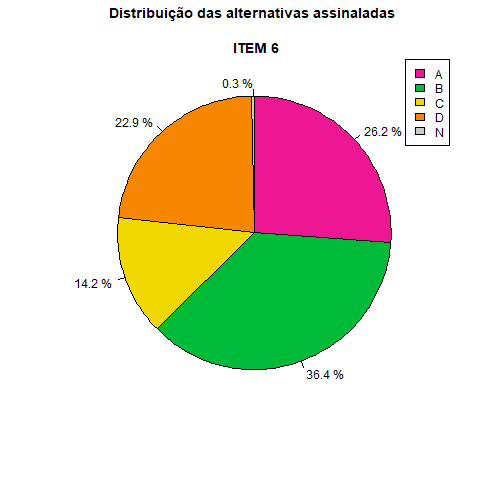 Distribuição das alternativas assinaladas
ITEM 6
0.3 %
A
B
C
D
N
22.9 %
26.2 %
14.2 %
36.4 %